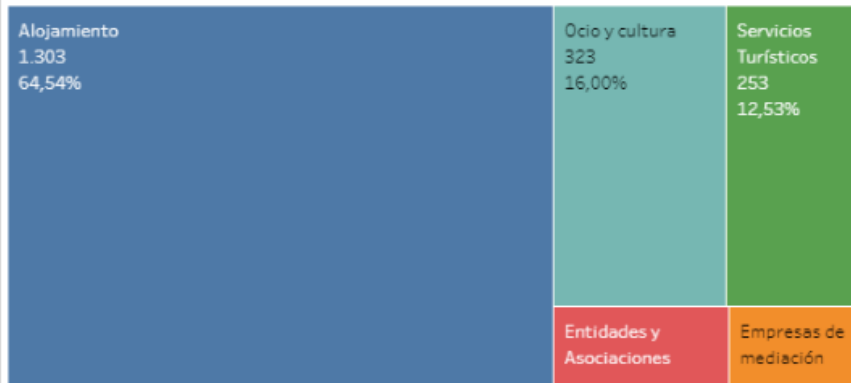 Alojamiento
1.303
64,54%
Ocio y cultura
323
16,00%
Servicios
Turísticos
253
12,53%
Entidades y
Asociaciones
Empresas de
mediación